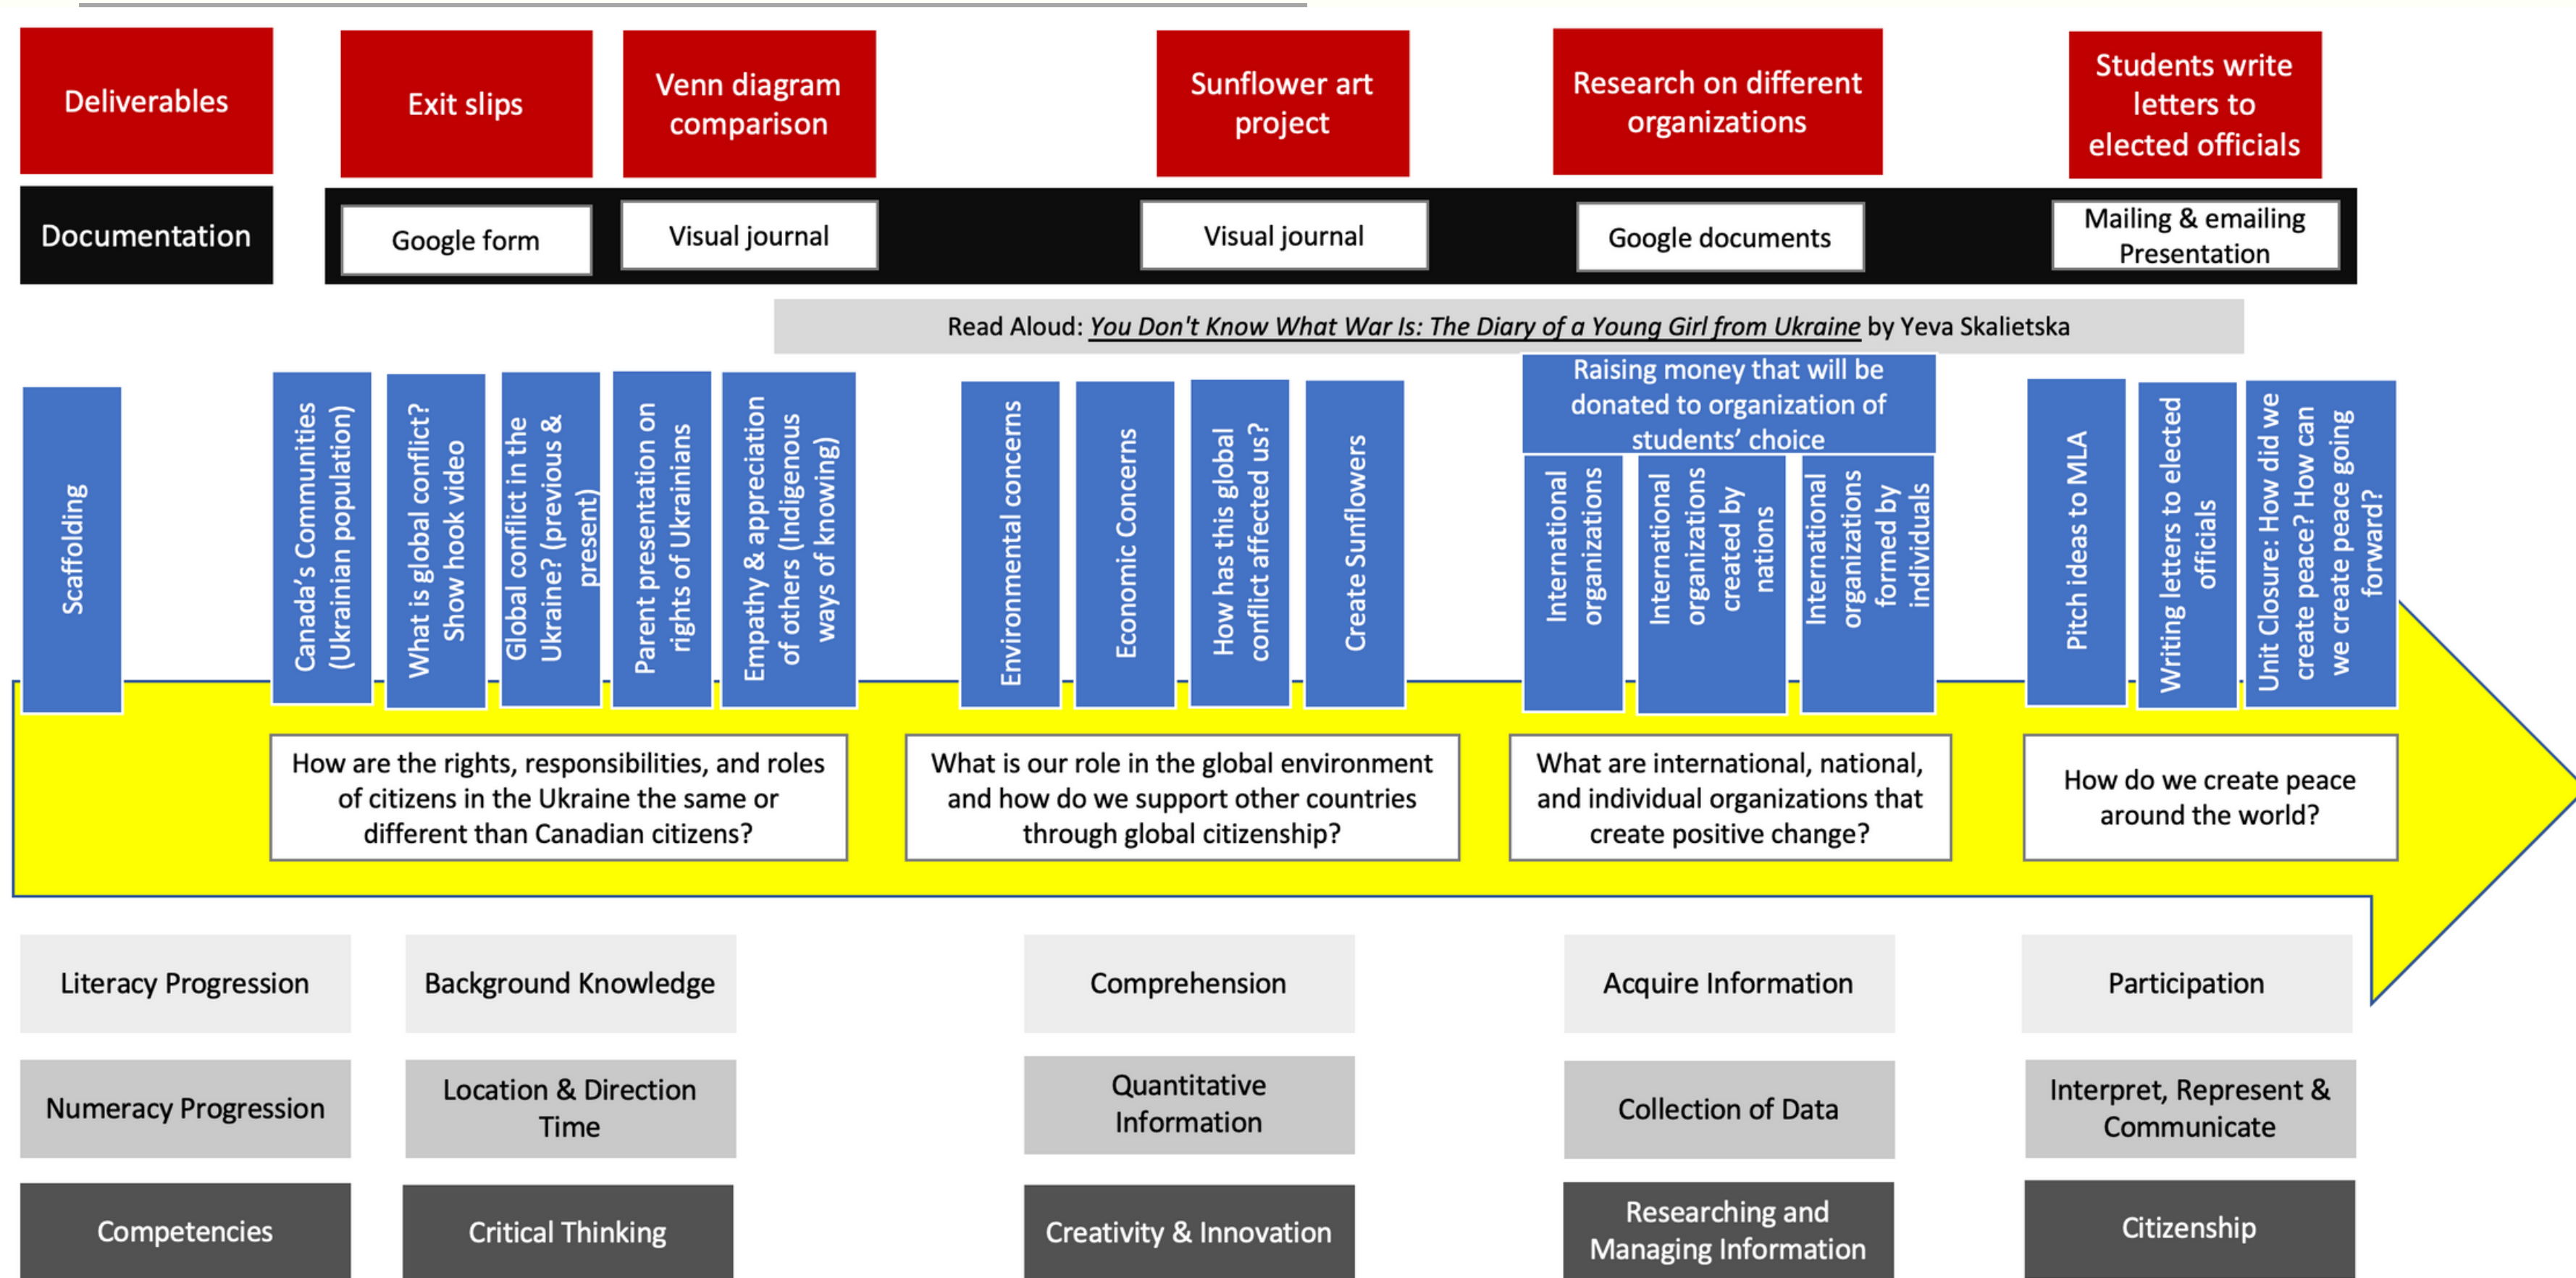 Deliverables
Exit slips
Venn diagram
comparison
Sunflower art
project
Research on different
organizations
Students write
letters to
elected officials
Documentation
Google form
Visual journal
Visual journal
Google documents
Mailing & emailing
Presentation
Read Aloud: You Don't Know What War Is: The Diary of a Young Girl from Ukraine by Yeva Skalietska
Scaffolding
Canada's Communities
(Ukrainian population)
What is global conflict?
Show hook video
Global conflict in the
Ukraine? (previous &
present)
Parent presentation on
rights of Ukrainians
Empathy & appreciation
of others (Indigenous
ways of knowing)
Environmental concerns
Economic Concerns
How has this global
conflict affected us?
Create Sunflowers
Raising money that will be
donated to organization of
students' choice
International
organizations
International
organizations
created by
nations
International
organizations
formed by
individuals
Pitch ideas to MLA
Writing letters to elected
officials
Unit Closure: How did we
create peace? How can
we create peace going
forward?
How are the rights, responsibilities, and roles
of citizens in the Ukraine the same or
different than Canadian citizens?
What is our role in the global environment
and how do we support other countries
through global citizenship?
What are international, national,
and individual organizations that
create positive change?
How do we create peace
around the world?
Literacy Progression
Background Knowledge
Comprehension
Acquire Information
Participation
Numeracy Progression
Location & Direction
Time
Quantitative
Information
Collection of Data
Interpret, Represent &
Communicate
Competencies
Critical Thinking
Creativity & Innovation
Researching and
Managing Information
Citizenship